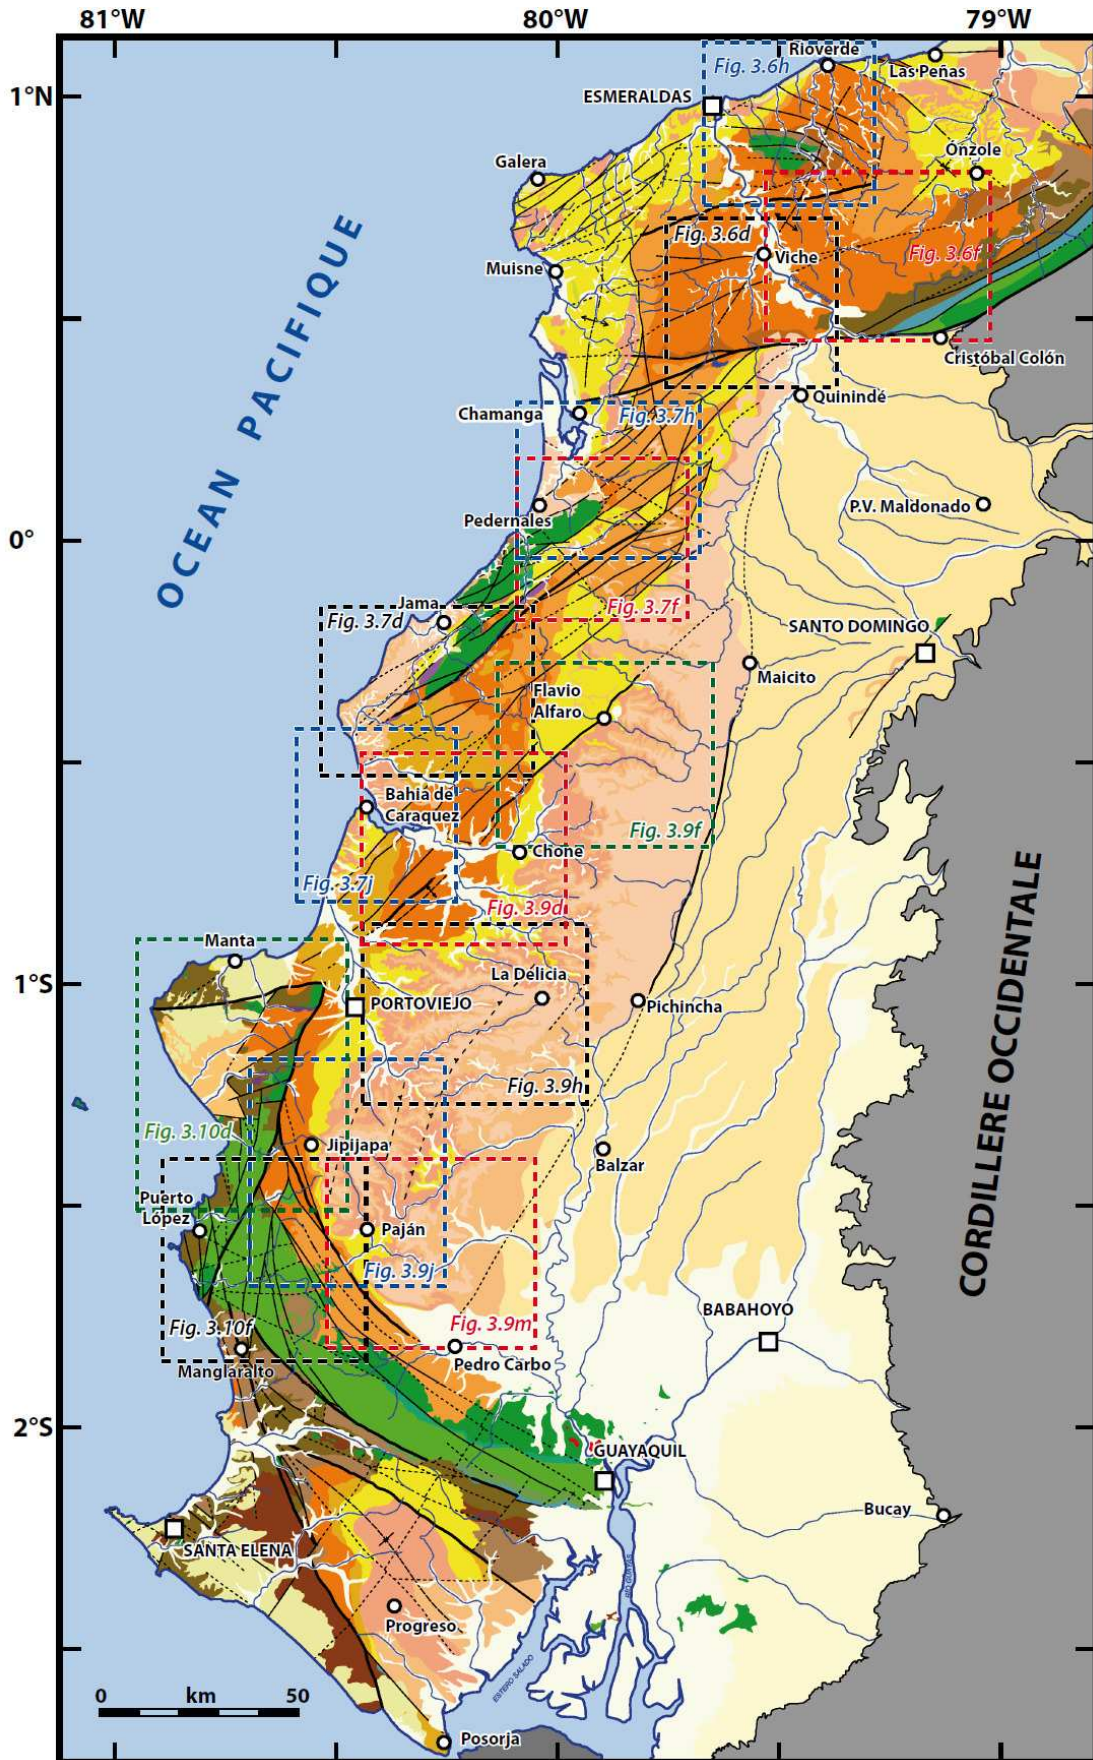 81°W
80°W
79°W
Rioverde
Fig. 3.6h
Las Peñas
1°N
ESMERALDAS
Onzole
Galera
Fig. 3.6d
Fig. 3.6f
Viche
Muisne
OCEAN PACIFIQUE
Cristóbal Colón
Quinindé
Chamanga
Fig. 3.7h
P.V. Maldonado
Pedernales
0°
Jama
Fig. 3.7f
Fig. 3.7d
SANTO DOMINGO
Maicito
Flavio
Alfaro
Bahia de
Caraquez
Fig. 3.9f
Chone
Fig. 3.7j
Fig. 3.9d
Manta
La Delicia
1°S
PORTOVIEJO
Pichincha
CORDILLERE OCCIDENTALE
Fig. 3.9h
Fig. 3.10d
Jipijapa
Balzar
Puerto
López
Paján
Fig. 3.9j
BABAHOYO
Fig. 3.10f
Fig. 3.9m
Manglaralto
Pedro Carbo
2°S
GUAYAQUIL
Bucay
SANTA ELENA
Progreso
ESTERO SALADO
0 km 50
Posorja